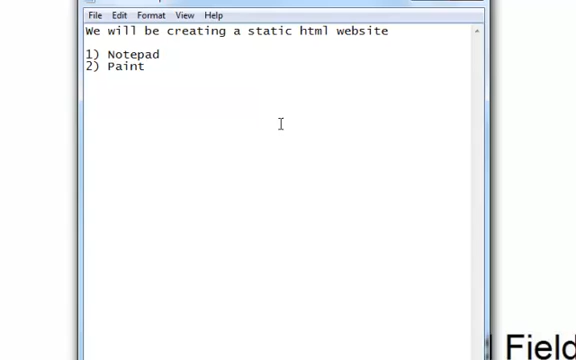 File Edit Format View Help
We will be creating a static html website
1) Notepad
2) Paint
Field